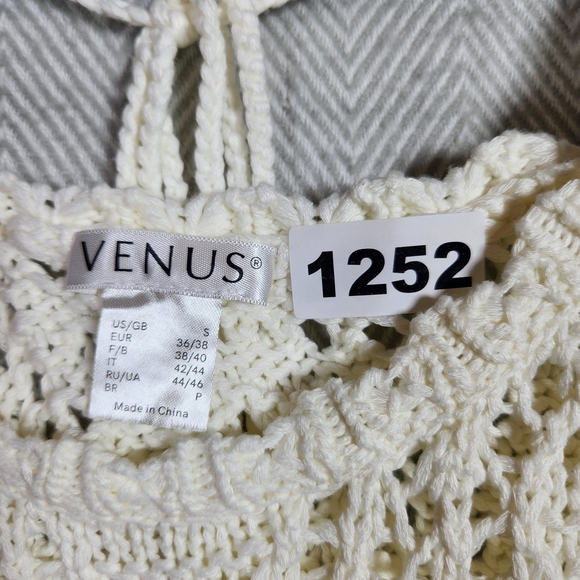 VENUS®
1252
US/GB S
EUR 36/38
F/B 38/40
IT 42/44
RU/UA 44/46
BR P
Made in China